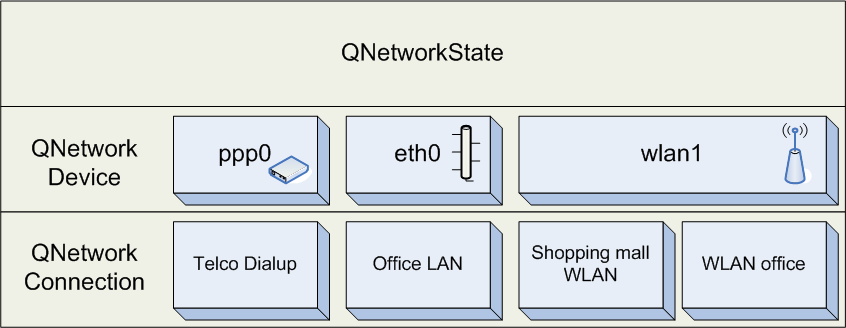 QNetworkState
QNetwork
Device
ppp0
eth0
wlan1
QNetwork
Connection
Telco Dialup
Office LAN
Shopping mall
WLAN
WLAN office